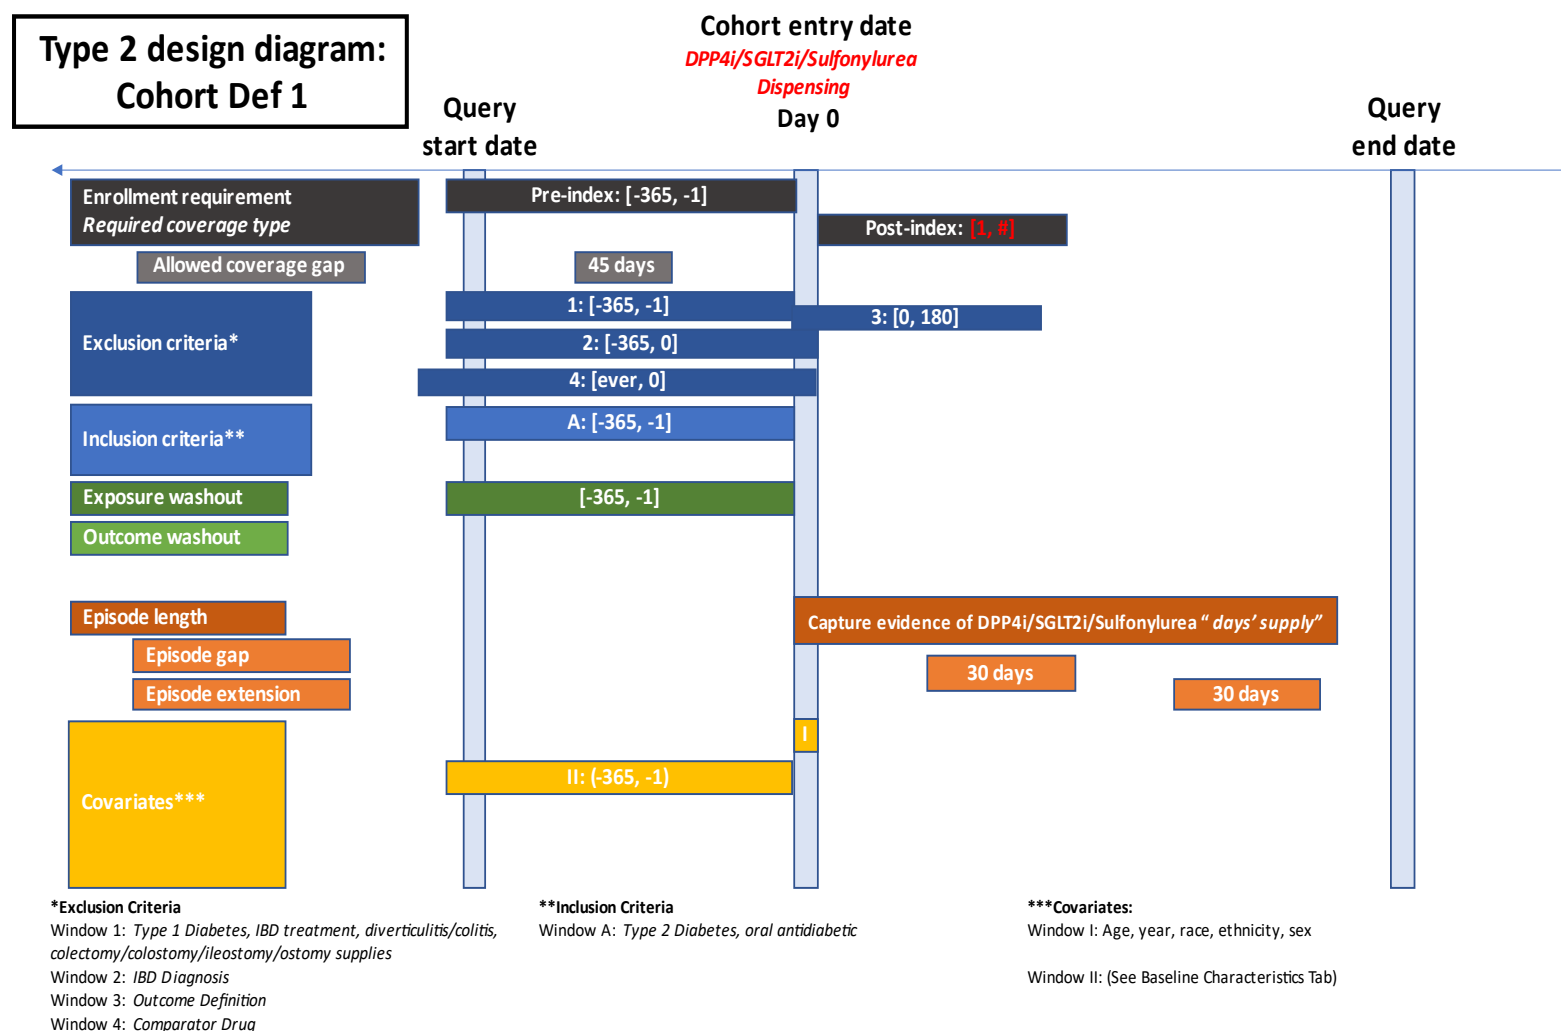 Type 2 design diagram:
Cohort Def 1
Cohort entry date
DPP4i/SGLT2i/Sulfonylurea
Dispensing
Day 0
Query
start date
Query
end date
Enrollment requirement
Required coverage type
Pre-index: [-365, -1]
Post-index: [1, #]
Allowed coverage gap
45 days
Exclusion criteria*
1: [-365, -1]
3: [0, 180]
2: [-365, 0]
4: [ever, 0]
Inclusion criteria**
A: [-365, -1]
Exposure washout
[-365, -1]
Outcome washout
Episode length
Capture evidence of DPP4i/SGLT2i/Sulfonylurea “ days’ supply”
Episode gap
30 days
Episode extension
30 days
I
II: (-365, -1)
Covariates***
*Exclusion Criteria
Window 1: Type 1 Diabetes, IBD treatment, diverticulitis/colitis,
colectomy/colostomy/ileostomy/ostomy supplies
Window 2: IBD Diagnosis
Window 3: Outcome Definition
Window 4: Comparator Drug
**Inclusion Criteria
Window A: Type 2 Diabetes, oral antidiabetic
***Covariates:
Window I: Age, year, race, ethnicity, sex
Window II: (See Baseline Characteristics Tab)